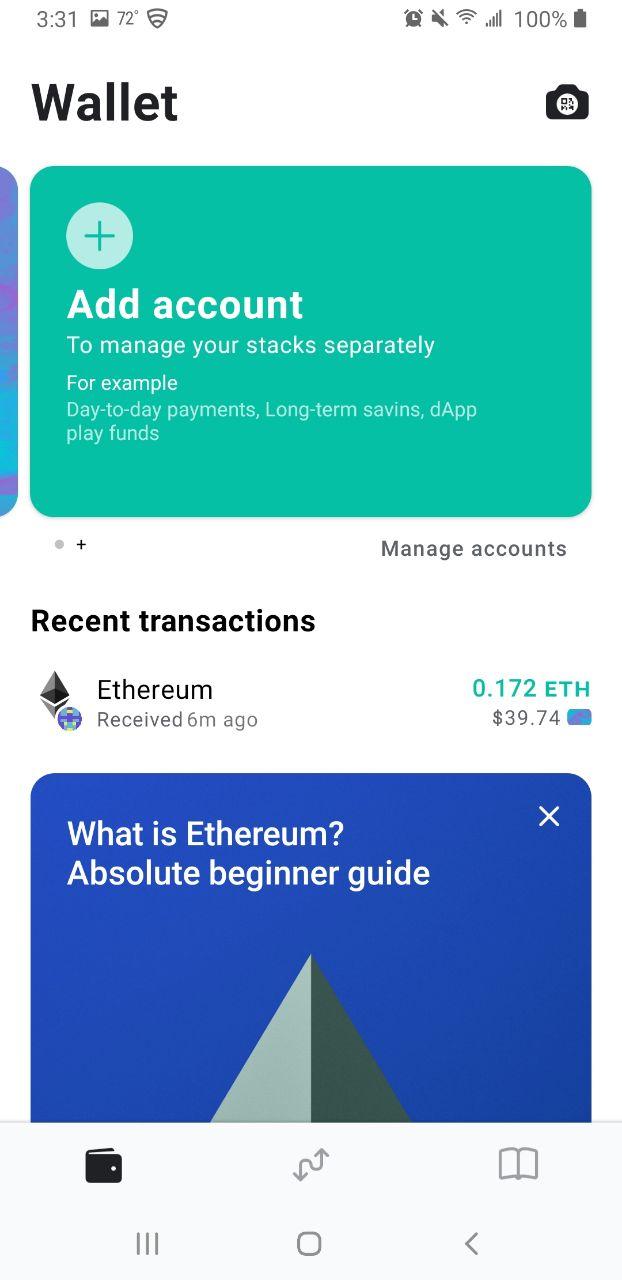 3:31 72° 100%
Wallet
Add account
To manage your stacks separately
For example
Day-to-day payments, Long-term savins, dApp
play funds
+ Manage accounts
Recent transactions
Ethereum 0.172 ETH
Received 6m ago $39.74
What is Ethereum?
Absolute beginner guide